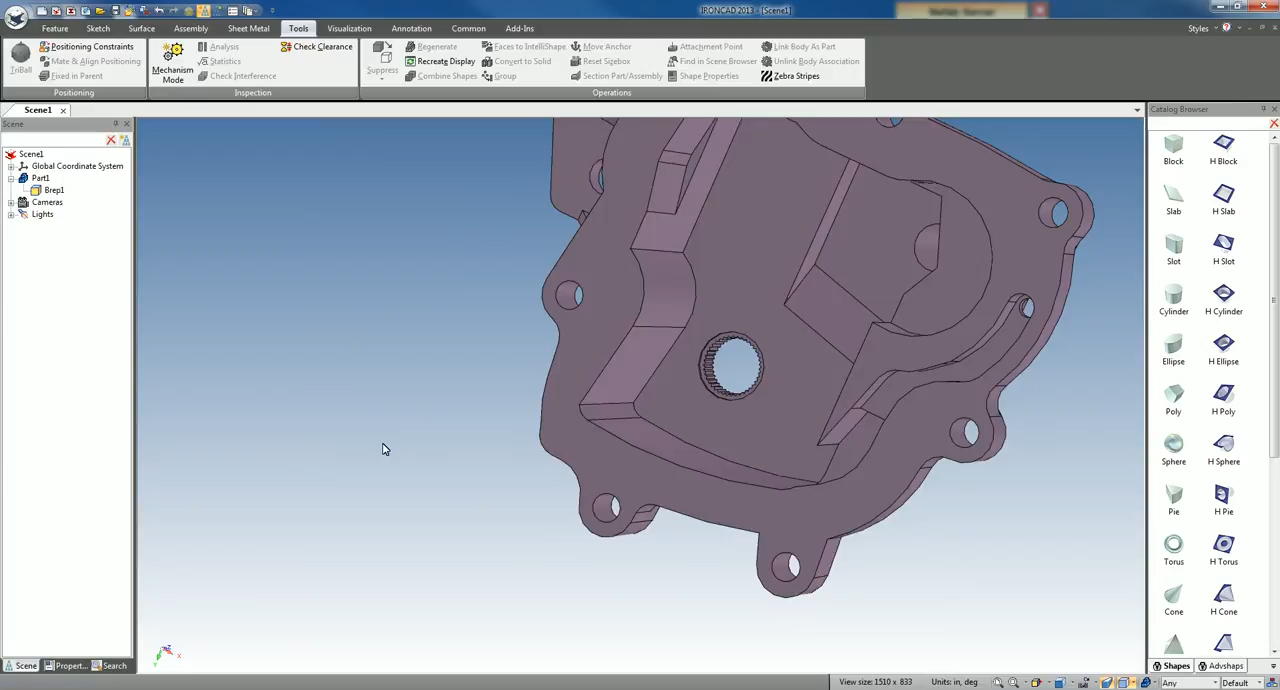 IRONCAD 2013 - [Scene1]
Feature Sketch Surface Assembly Sheet Metal Tools Visualization Annotation Common Add-Ins Styles
TriBall Positioning Constraints Mate & Align Positioning Fixed in Parent
Positioning
Mechanism Mode Analysis Statistics Check Interference Check Clearance
Inspection
Suppress Regenerate Recreate Display Combine Shapes Faces to IntelliShape Convert to Solid Group Move Anchor Reset Sizebox Section Part/Assembly Attachment Point Find in Scene Browser Shape Properties Link Body As Part Unlink Body Association Zebra Stripes
Operations
Scene1
Scene
Scene1
Global Coordinate System
Part1
Brep1
Cameras
Lights
Catalog Browser
Block H Block
Slab H Slab
Slot H Slot
Cylinder H Cylinder
Ellipse H Ellipse
Poly H Poly
Sphere H Sphere
Pie H Pie
Torus H Torus
Cone H Cone
Scene Propert... Search
Shapes Advshaps
View size: 1510 x 833 Units: in, deg Any Default